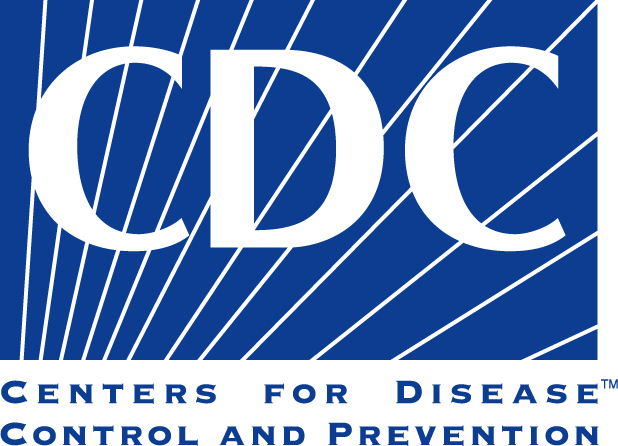 CDC
CENTERS FOR DISEASE™
CONTROL AND PREVENTION